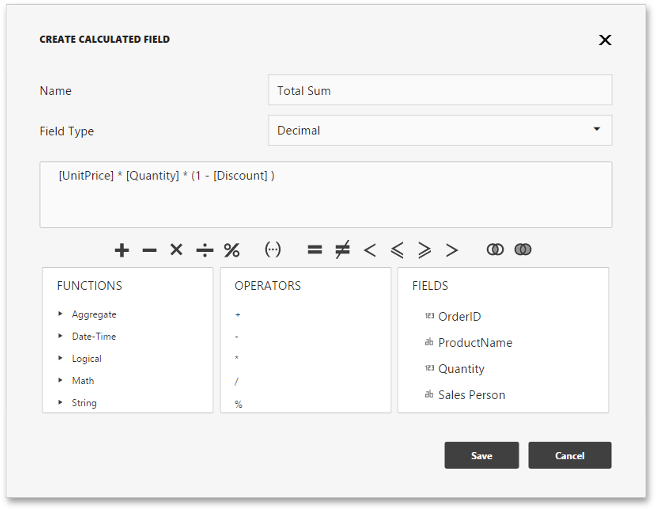 CREATE CALCULATED FIELD
Name
Total Sum
Field Type
Decimal
[UnitPrice] * [Quantity] * (1 - [Discount] )
+ − × ÷ % (···) = ≠ < ⩽ ⩾ >
FUNCTIONS
Aggregate
Date-Time
Logical
Math
String
OPERATORS
+
-
*
/
%
FIELDS
123 OrderID
ab ProductName
123 Quantity
ab Sales Person
Save
Cancel